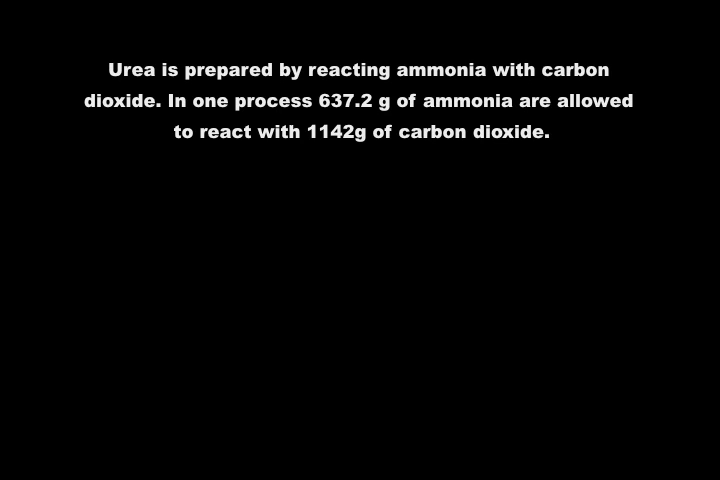 Urea is prepared by reacting ammonia with carbon
dioxide. In one process 637.2 g of ammonia are allowed
to react with 1142g of carbon dioxide.